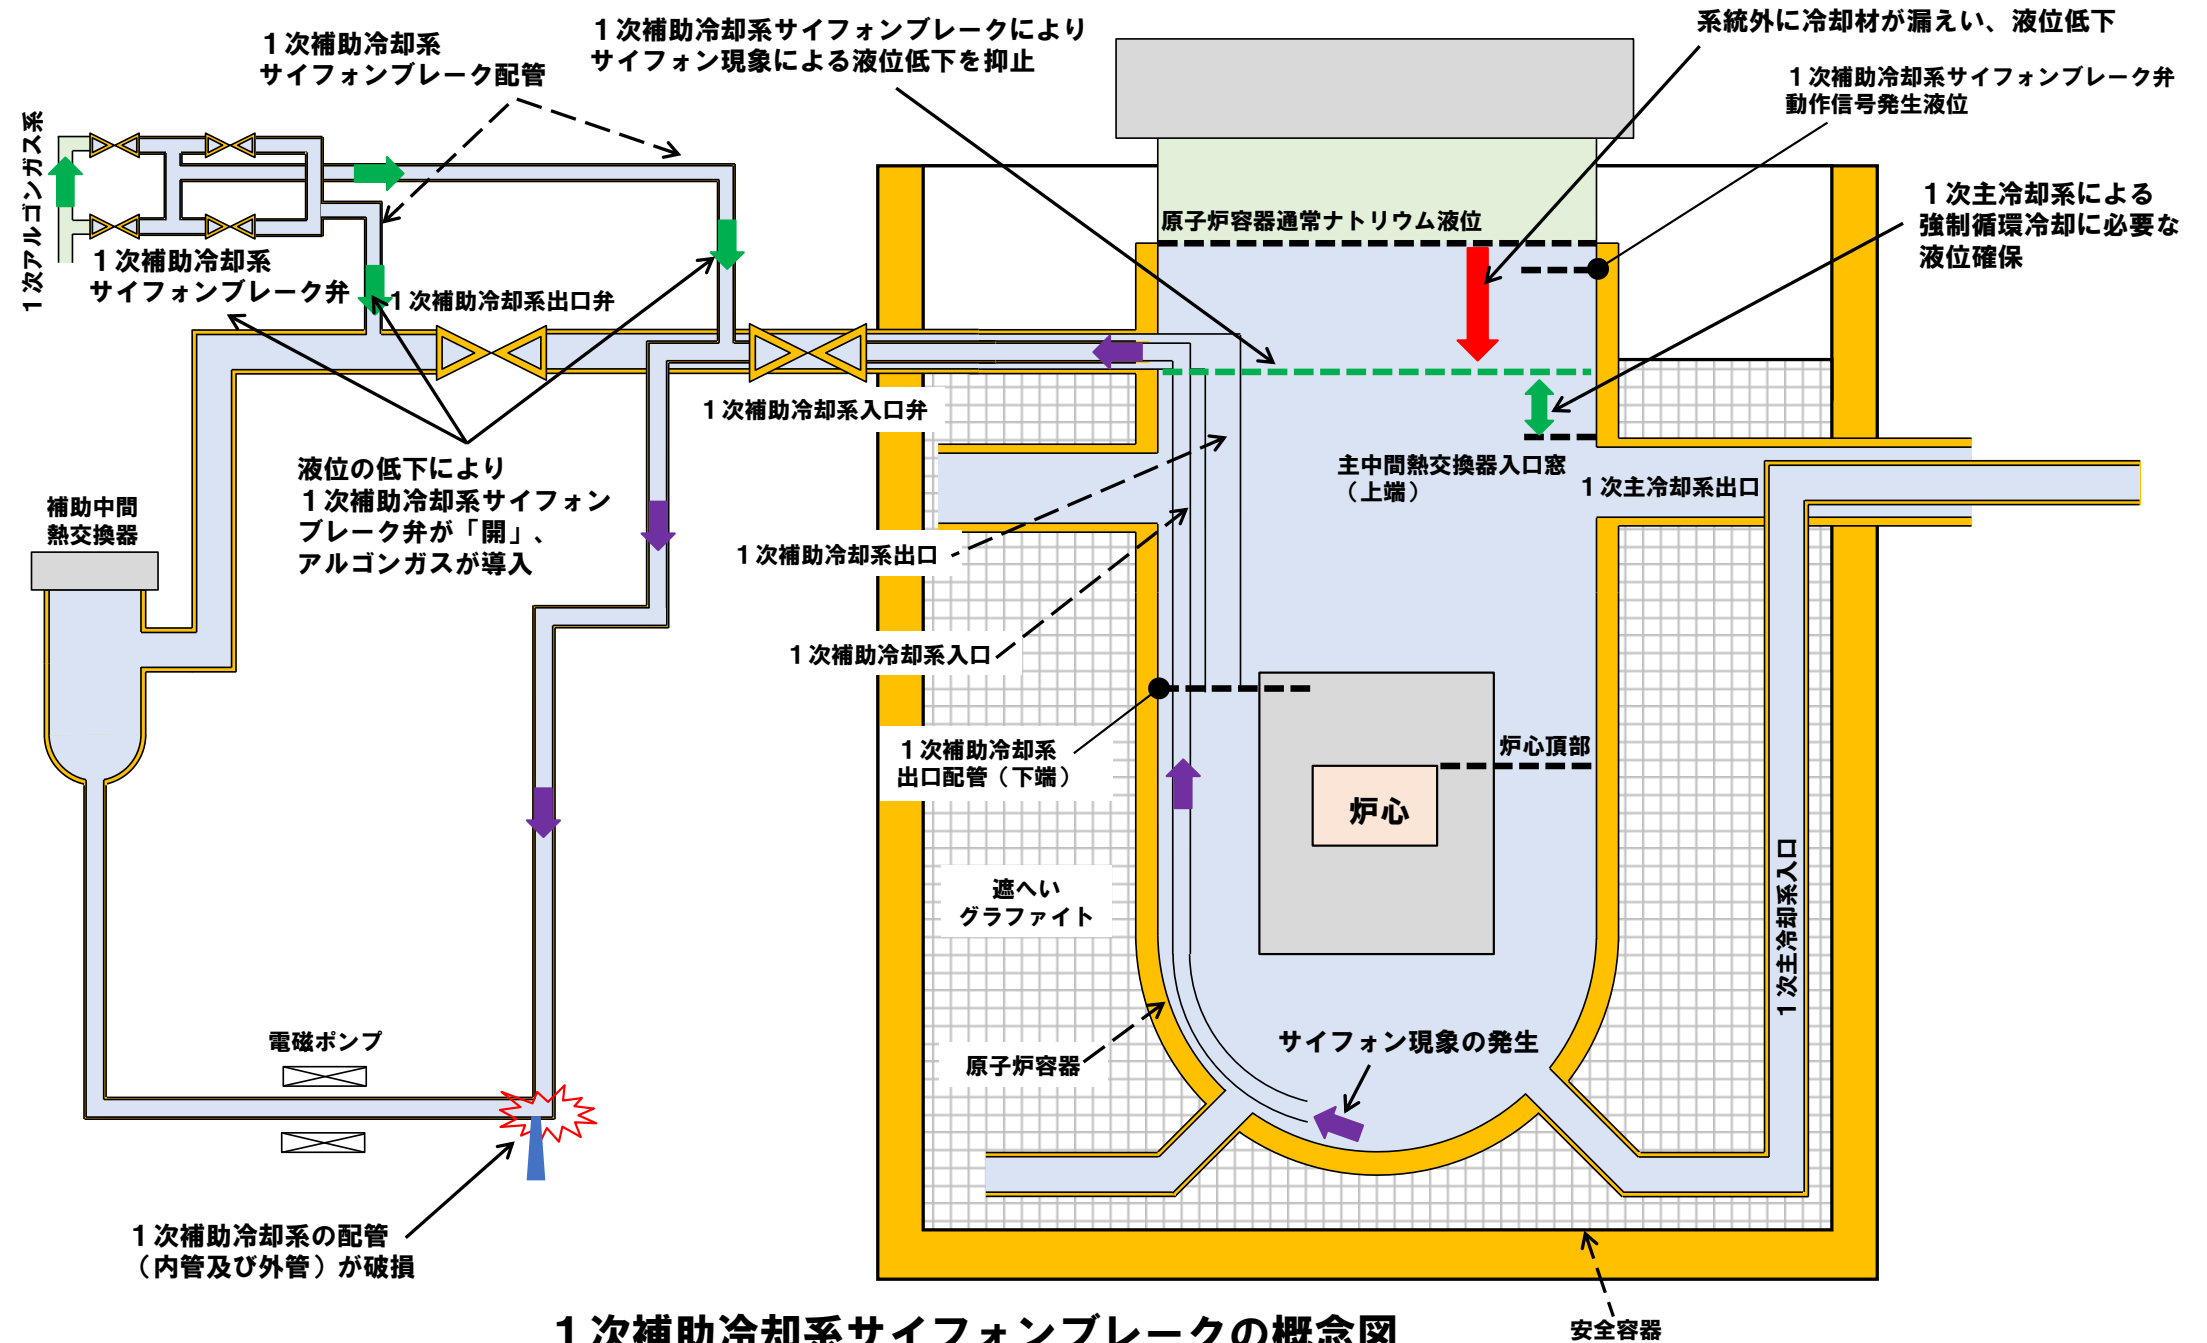 １次補助冷却系
サイフォンブレーク配管
１次補助冷却系サイフォンブレークにより
サイフォン現象による液位低下を抑止
系統外に冷却材が漏えい、液位低下
１次補助冷却系サイフォンブレーク弁
動作信号発生液位
１次アルゴンガス系
１次主冷却系による
強制循環冷却に必要な
液位確保
原子炉容器通常ナトリウム液位
１次補助冷却系
サイフォンブレーク弁
１次補助冷却系出口弁
１次補助冷却系入口弁
液位の低下により
１次補助冷却系サイフォン
ブレーク弁が「開」、
アルゴンガスが導入
主中間熱交換器入口窓
（上端）
１次主冷却系出口
補助中間
熱交換器
１次補助冷却系出口
１次補助冷却系入口
１次補助冷却系
出口配管（下端）
炉心頂部
炉心
遮へい
グラファイト
１次主冷却系入口
電磁ポンプ
原子炉容器
サイフォン現象の発生
１次補助冷却系の配管
（内管及び外管）が破損
安全容器
１次補助冷却系サイフォンブレークの概念図